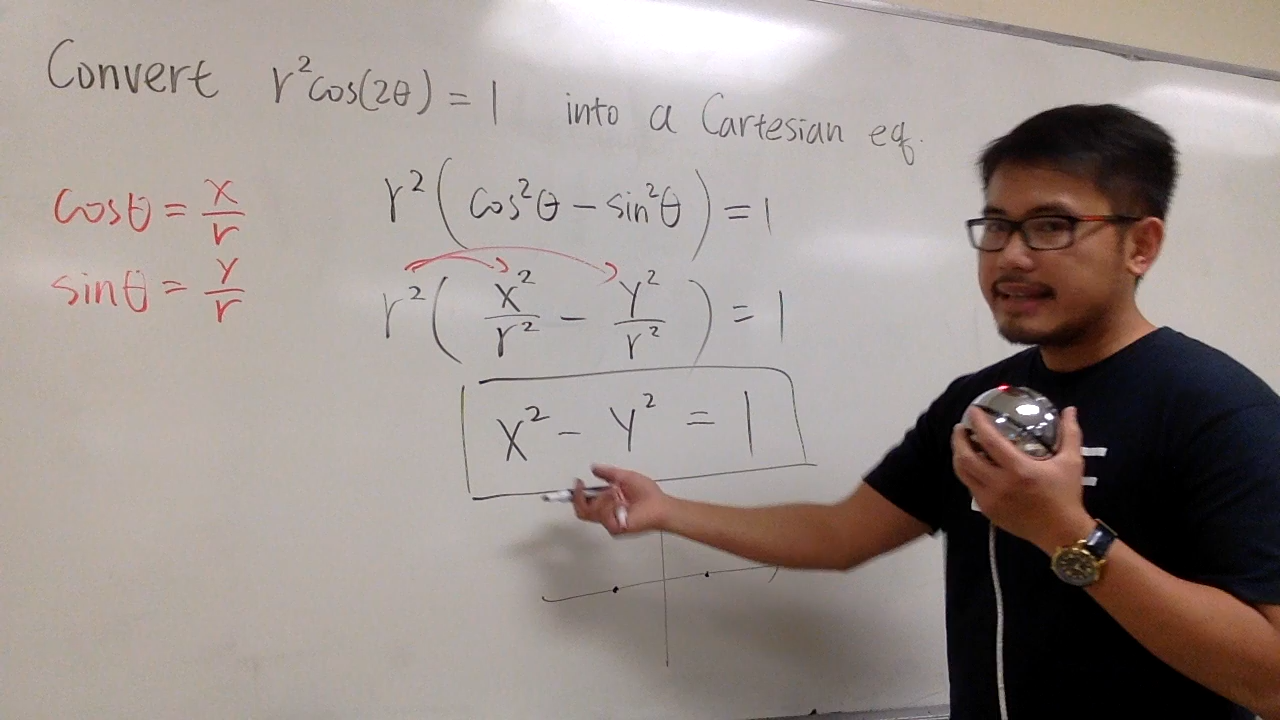 Convert r²cos(2θ) = 1 into a Cartesian eq.
cosθ = x/r
sinθ = y/r
r²(cos²θ − sin²θ) = 1
r²(x²/r² − y²/r²) = 1
x² − y² = 1